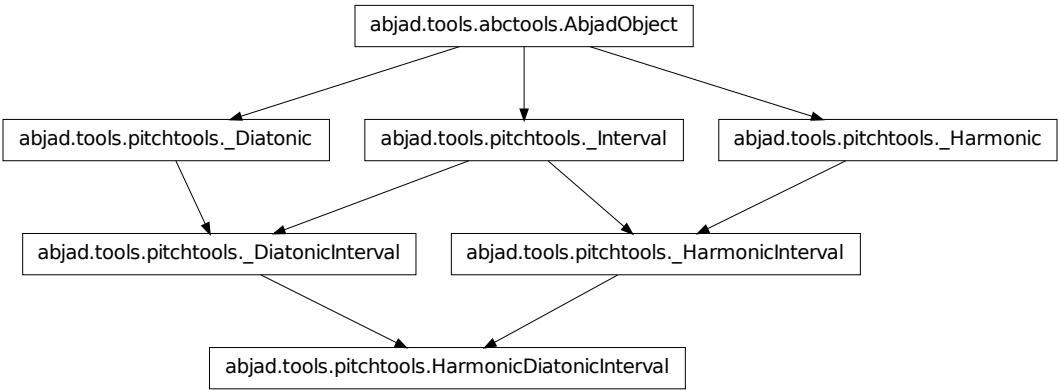 abjad.tools.abctools.AbjadObject
abjad.tools.pitchtools._Diatonic
abjad.tools.pitchtools._Interval
abjad.tools.pitchtools._Harmonic
abjad.tools.pitchtools._DiatonicInterval
abjad.tools.pitchtools._HarmonicInterval
abjad.tools.pitchtools.HarmonicDiatonicInterval